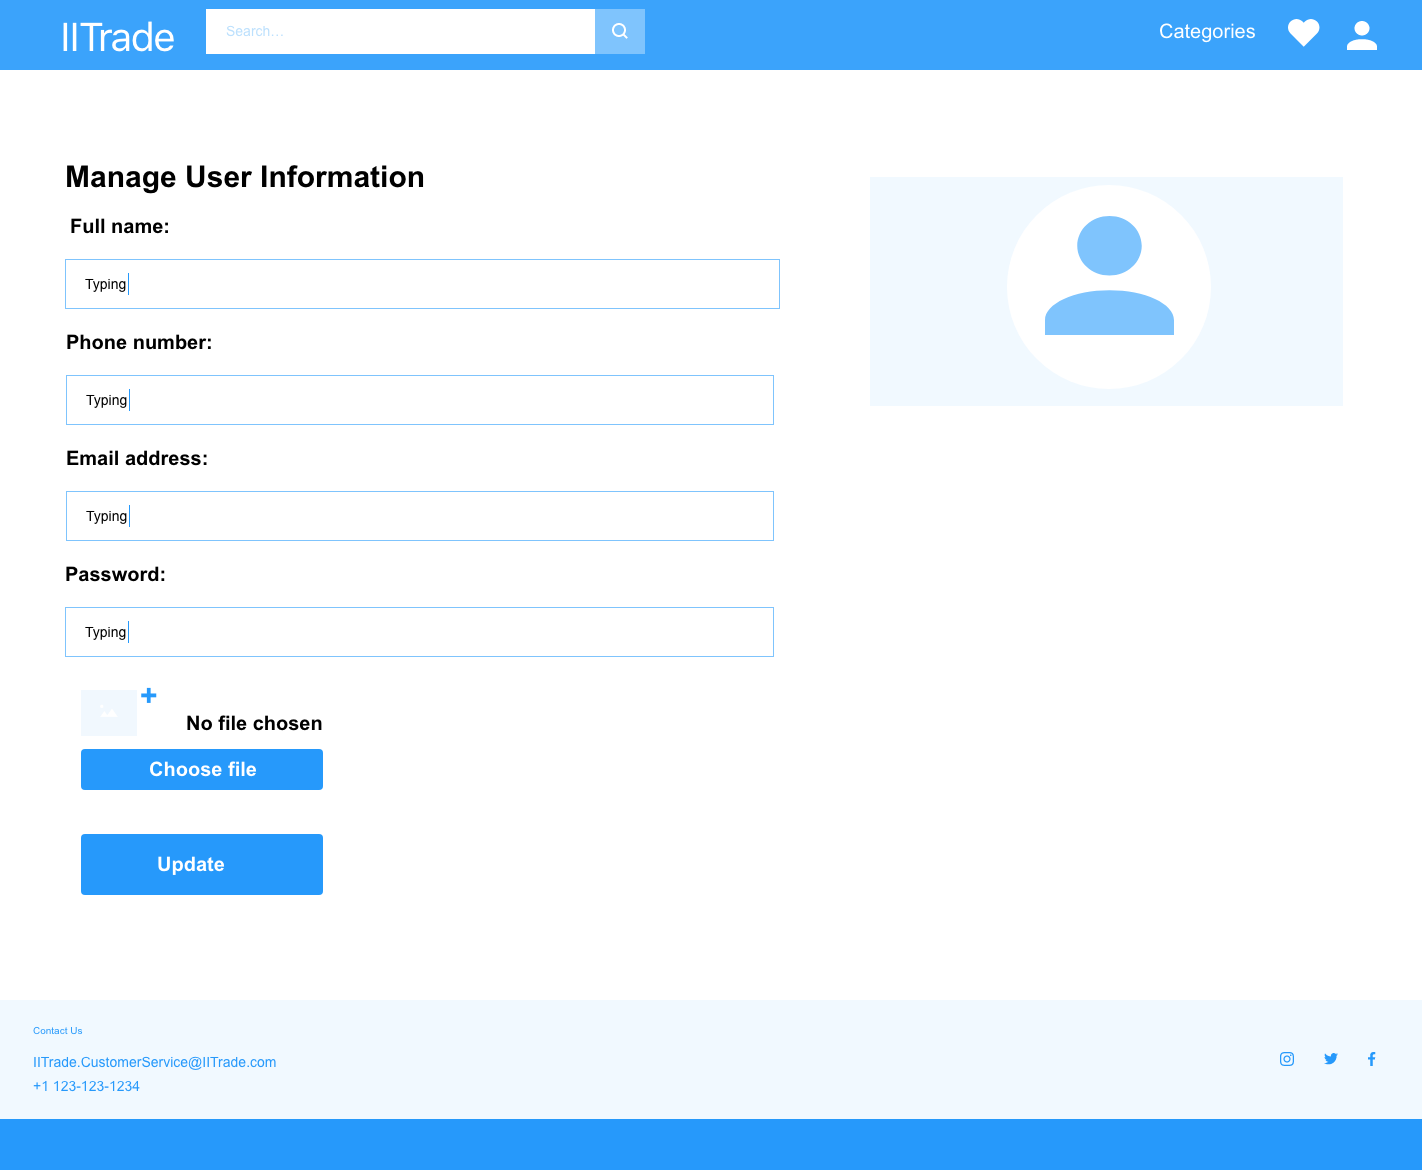 IITrade
Search...
Categories
Manage User Information
Full name:
Typing
Phone number:
Typing
Email address:
Typing
Password:
Typing
No file chosen
Choose file
Update
Contact Us
IITrade.CustomerService@IITrade.com
+1 123-123-1234